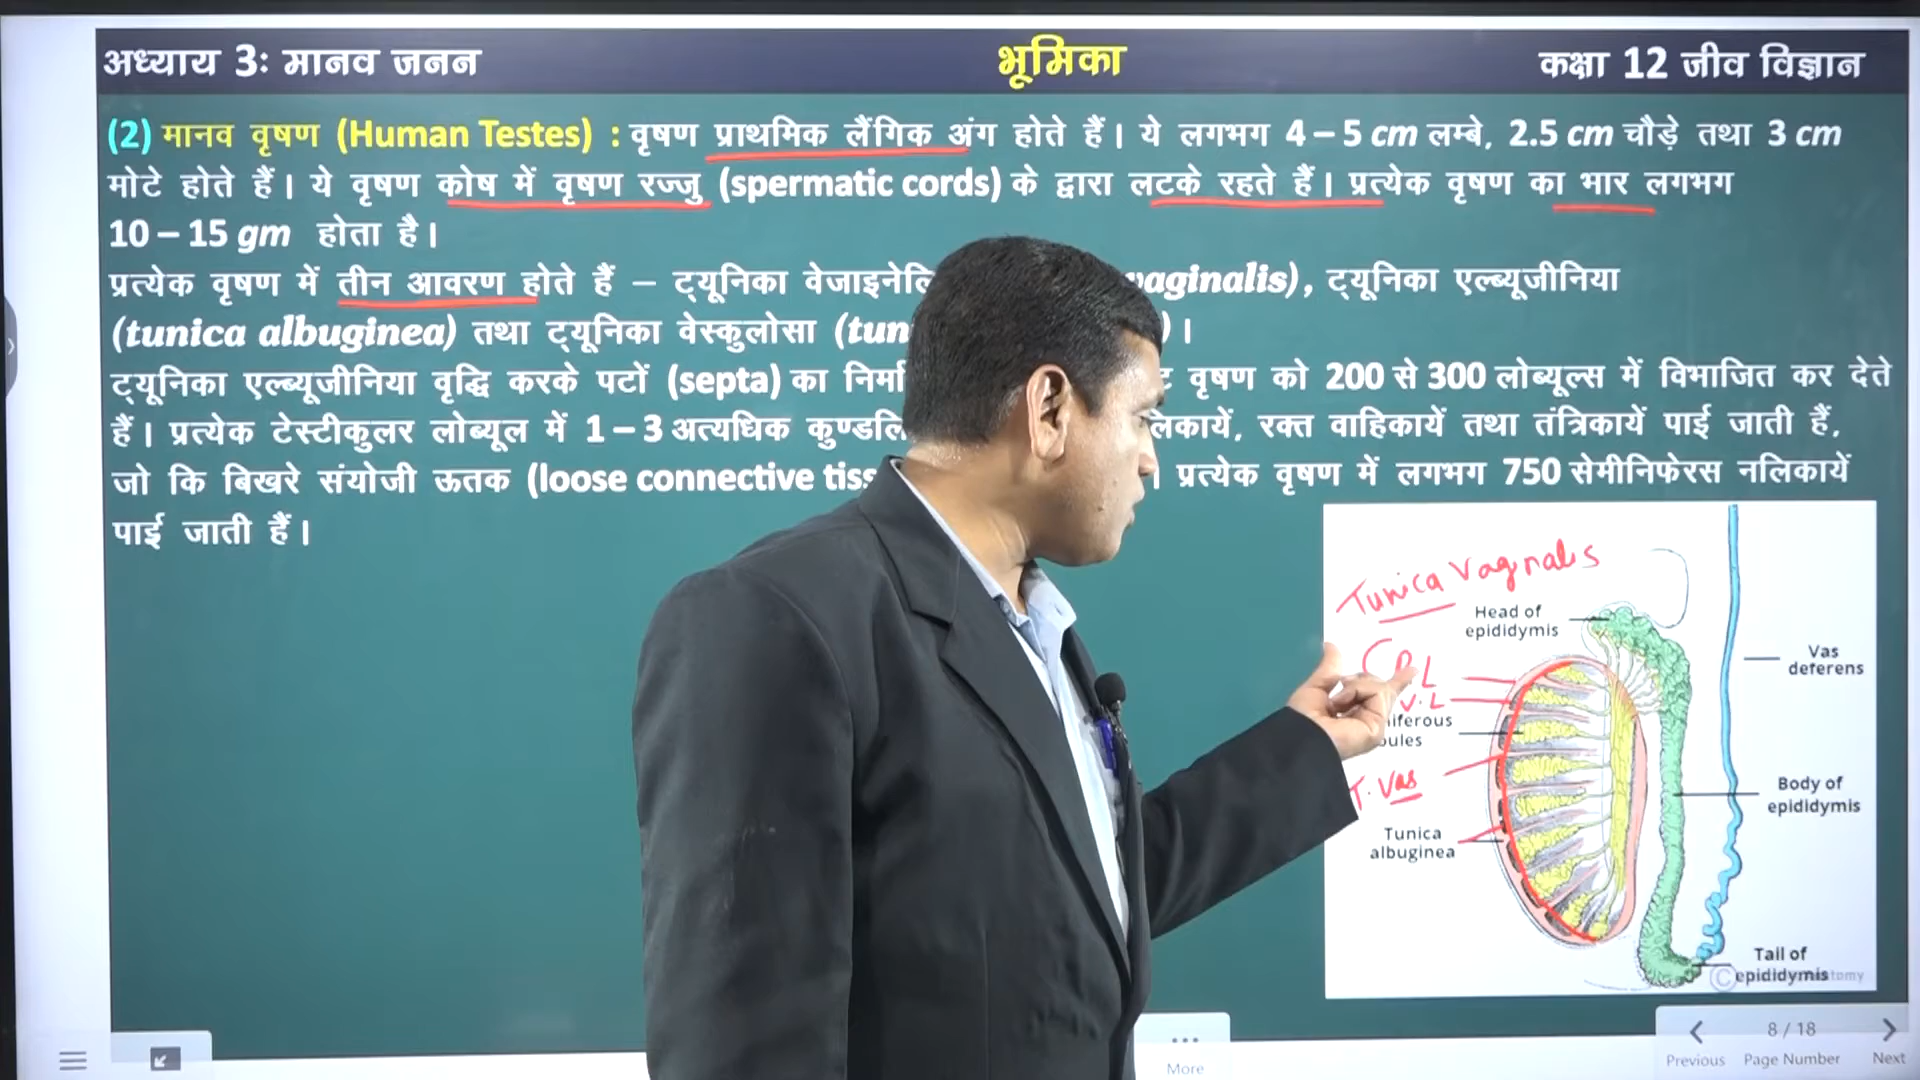 अध्याय 3: मानव जनन
भूमिका
कक्षा 12 जीव विज्ञान
(2) मानव वृषण (Human Testes) : वृषण प्राथमिक लैंगिक अंग होते हैं। ये लगभग 4 – 5 cm लम्बे, 2.5 cm चौड़े तथा 3 cm
मोटे होते हैं। ये वृषण कोष में वृषण रज्जु (spermatic cords) के द्वारा लटके रहते हैं। प्रत्येक वृषण का भार लगभग
10 – 15 gm होता है।
प्रत्येक वृषण में तीन आवरण होते हैं – ट्यूनिका vaginalis), ट्यूनिका एल्ब्यूजीनिया
(tunica albuginea) तथा ट्यूनिका वेस्कुलोसा (tun ) ।
ट्यूनिका एल्ब्यूजीनिया वृद्धि करके पटों (septa) का वृषण को 200 से 300 लोब्यूल्स में विभाजित कर देते
हैं। प्रत्येक टेस्टीकुलर लोब्यूल में 1 – 3 अत्यधिक रक्त वाहिकायें तथा तंत्रिकायें पाई जाती हैं,
जो कि बिखरे संयोजी ऊतक (loose connective प्रत्येक वृषण में लगभग 750 सेमीनिफेरस नलिकायें
पाई जाती हैं।
Tunica Vaginalis
Head of
epididymis
P.L
V.L
niferous
bules
T. Vas
Tunica
albuginea
Vas
deferens
Body of
epididymis
Tail of
epididymis
8 / 18
Previous Page Number Next
More